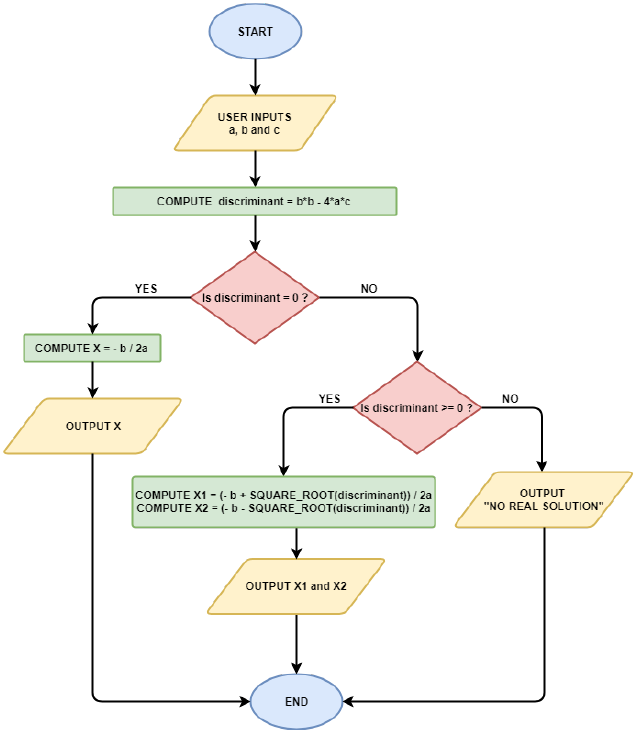 START
USER INPUTS
a, b and c
COMPUTE discriminant = b*b - 4*a*c
Is discriminant = 0 ?
YES
NO
COMPUTE X = - b / 2a
OUTPUT X
Is discriminant >= 0 ?
YES
NO
COMPUTE X1 = (- b + SQUARE_ROOT(discriminant)) / 2a
COMPUTE X2 = (- b - SQUARE_ROOT(discriminant)) / 2a
OUTPUT
"NO REAL SOLUTION"
OUTPUT X1 and X2
END